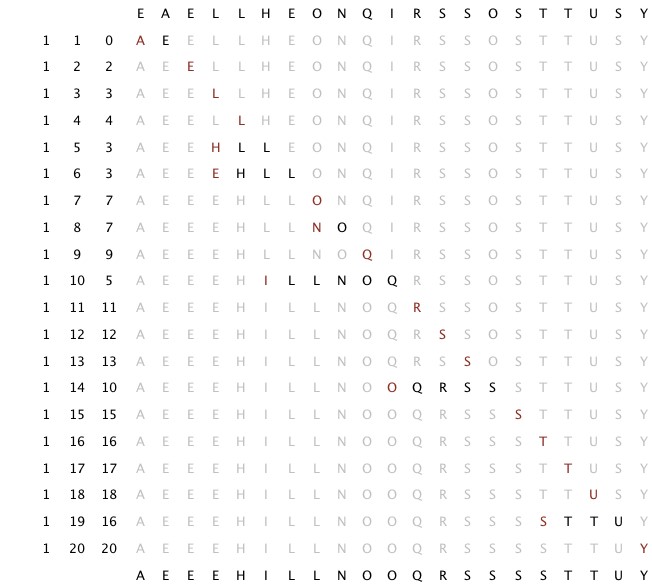 E A E L L H E O N Q I R S S O S T T U S Y
1 1 0 A E E L L H E O N Q I R S S O S T T U S Y
1 2 2 A E E L L H E O N Q I R S S O S T T U S Y
1 3 3 A E E L L H E O N Q I R S S O S T T U S Y
1 4 4 A E E L L H E O N Q I R S S O S T T U S Y
1 5 3 A E E H L L E O N Q I R S S O S T T U S Y
1 6 3 A E E E H L L O N Q I R S S O S T T U S Y
1 7 7 A E E E H L L O N Q I R S S O S T T U S Y
1 8 7 A E E E H L L N O Q I R S S O S T T U S Y
1 9 9 A E E E H L L N O Q I R S S O S T T U S Y
1 10 5 A E E E H I L L N O Q R S S O S T T U S Y
1 11 11 A E E E H I L L N O Q R S S O S T T U S Y
1 12 12 A E E E H I L L N O Q R S S O S T T U S Y
1 13 13 A E E E H I L L N O Q R S S O S T T U S Y
1 14 10 A E E E H I L L N O O Q R S S S T T U S Y
1 15 15 A E E E H I L L N O O Q R S S S T T U S Y
1 16 16 A E E E H I L L N O O Q R S S S T T U S Y
1 17 17 A E E E H I L L N O O Q R S S S T T U S Y
1 18 18 A E E E H I L L N O O Q R S S S T T U S Y
1 19 16 A E E E H I L L N O O Q R S S S S T T U Y
1 20 20 A E E E H I L L N O O Q R S S S S T T U Y
A E E E H I L L N O O Q R S S S S T T U Y